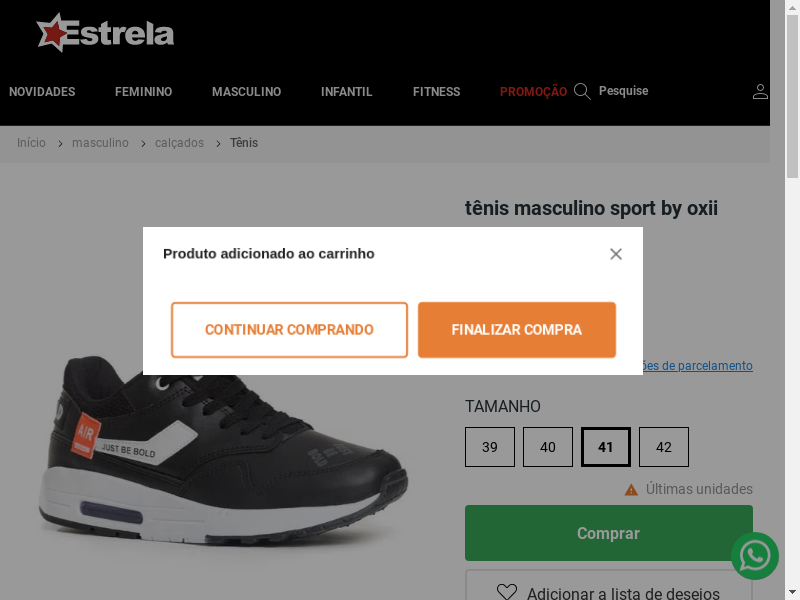 Estrela
NOVIDADES FEMININO MASCULINO INFANTIL FITNESS PROMOÇÃO Pesquise
Início masculino calçados Tênis
tênis masculino sport by oxii
Produto adicionado ao carrinho
CONTINUAR COMPRANDO FINALIZAR COMPRA
de parcelamento
TAMANHO
39 40 41 42
AIR
JUST BE BOLD
Últimas unidades
Comprar
Adicionar a lista de desejos